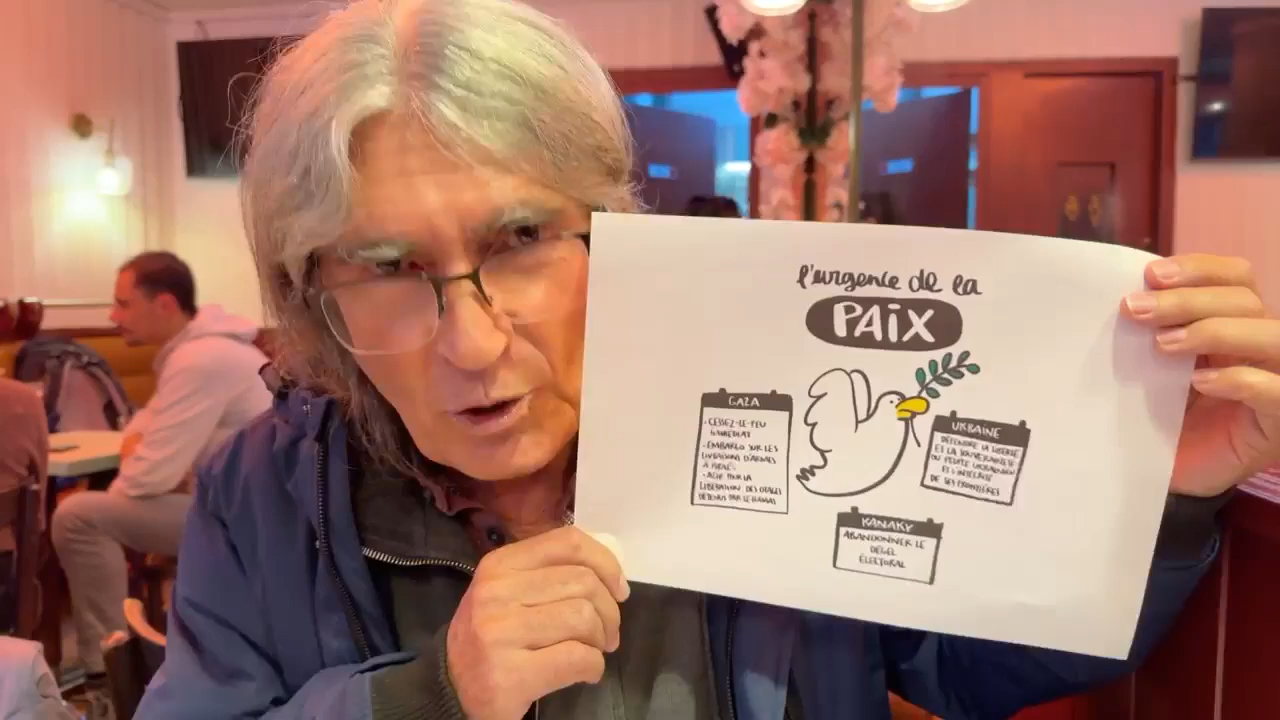 l'urgence de la
PAIX
GAZA
- CESSEZ-LE-FEU
IMMÉDIAT
- EMBARGO SUR LES
LIVRAISONS D'ARMES
À ISRAËL
- AGIR POUR LA
LIBÉRATION DES OTAGES
DÉTENUS PAR LE HAMAS
UKRAINE
DÉFENDRE LA LIBERTÉ
ET LA SOUVERAINETÉ
DU PEUPLE UKRAINIEN
ET L'INTÉGRITÉ
DE SES FRONTIÈRES
KANAKY
ABANDONNER LE
DÉGEL
ÉLECTORAL